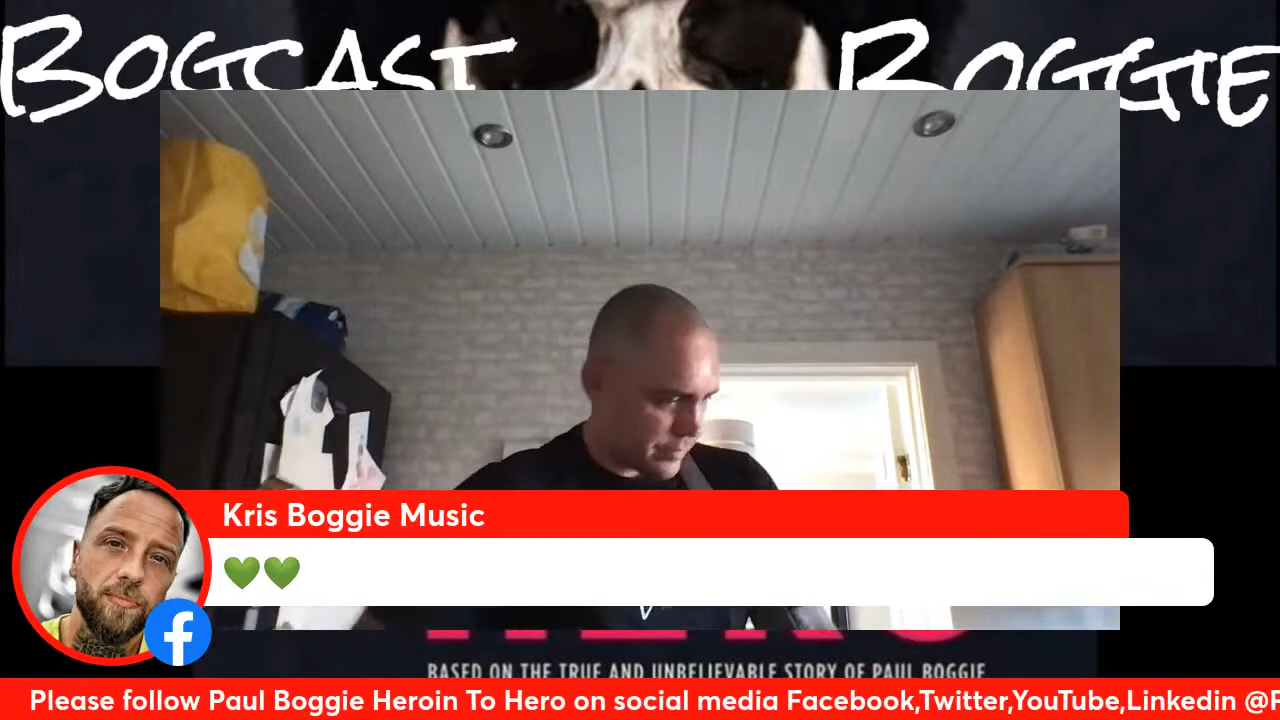 BOGCAST BOGGIE
Kris Boggie Music
💚💚
BASED ON THE TRUE AND UNBELIEVABLE STORY OF PAUL BOGGIE
Please follow Paul Boggie Heroin To Hero on social media Facebook,Twitter,YouTube,Linkedin @P